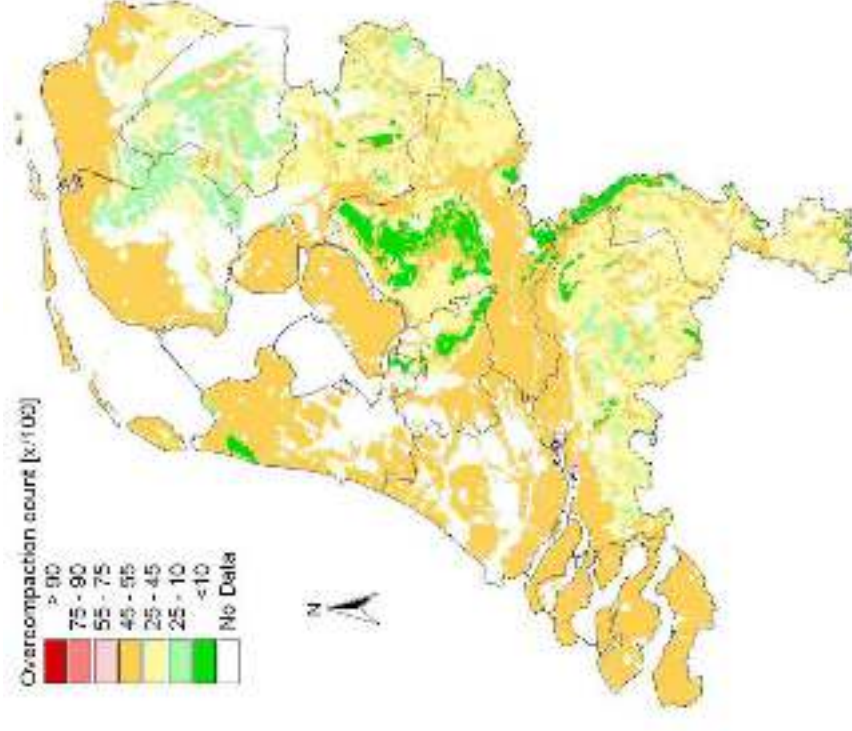 Overcompaction count [x/100]
> 90
75 - 90
55 - 75
45 - 55
25 - 45
25 - 10
<10
No Data
N